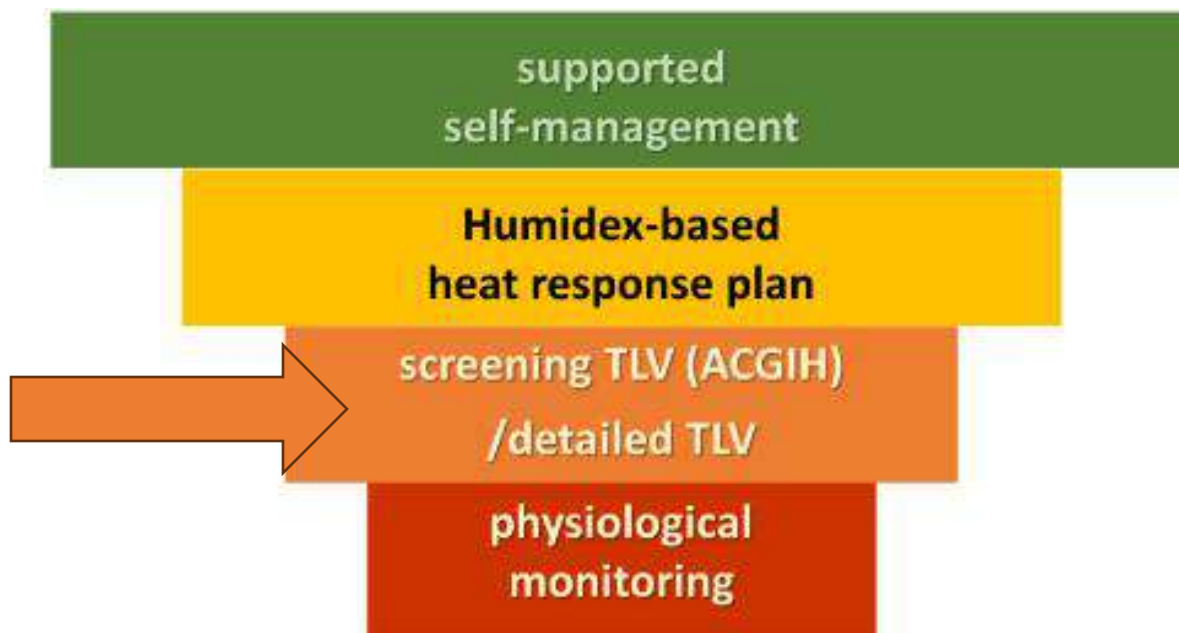 supported
self-management
Humidex-based
heat response plan
screening TLV (ACGIH)
/detailed TLV
physiological
monitoring